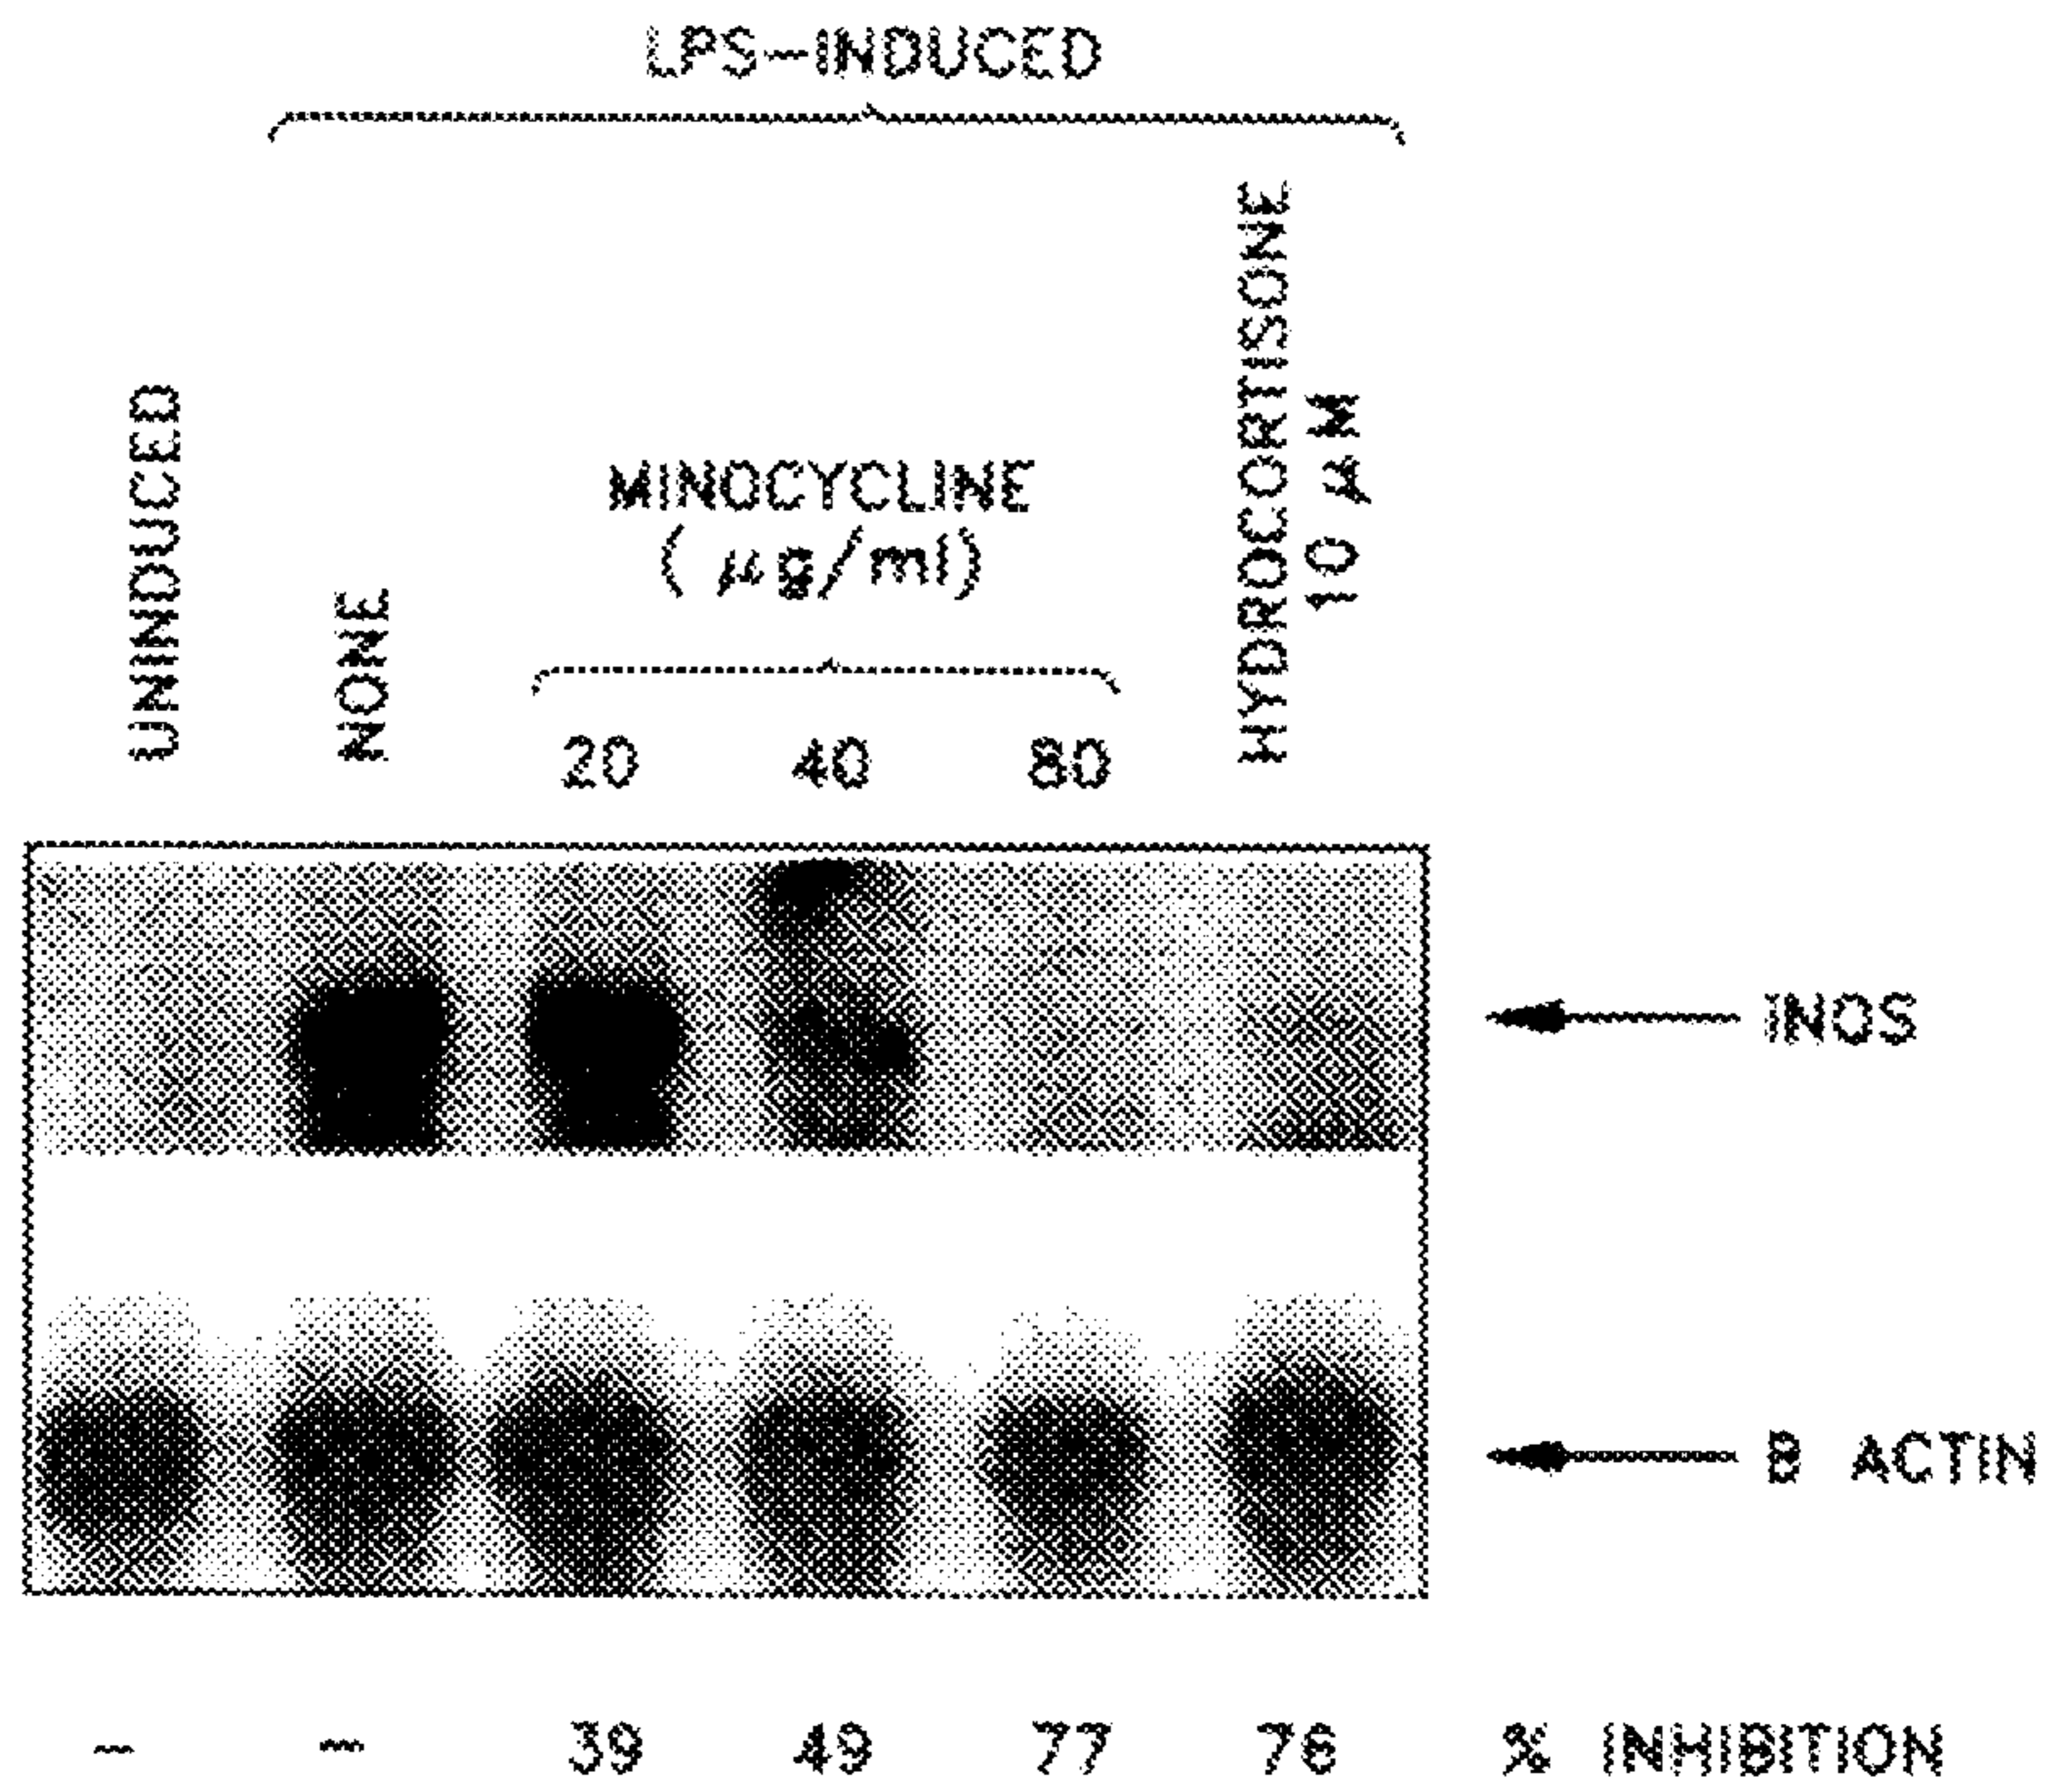 LPS-INDUCED
UNINDUCED
NONE
MINOCYCLINE
( μg/ml)
20 40 80
HYDROCORTISONE
10 μM
iNOS
B ACTIN
- - 39 49 77 76 % INHIBITION